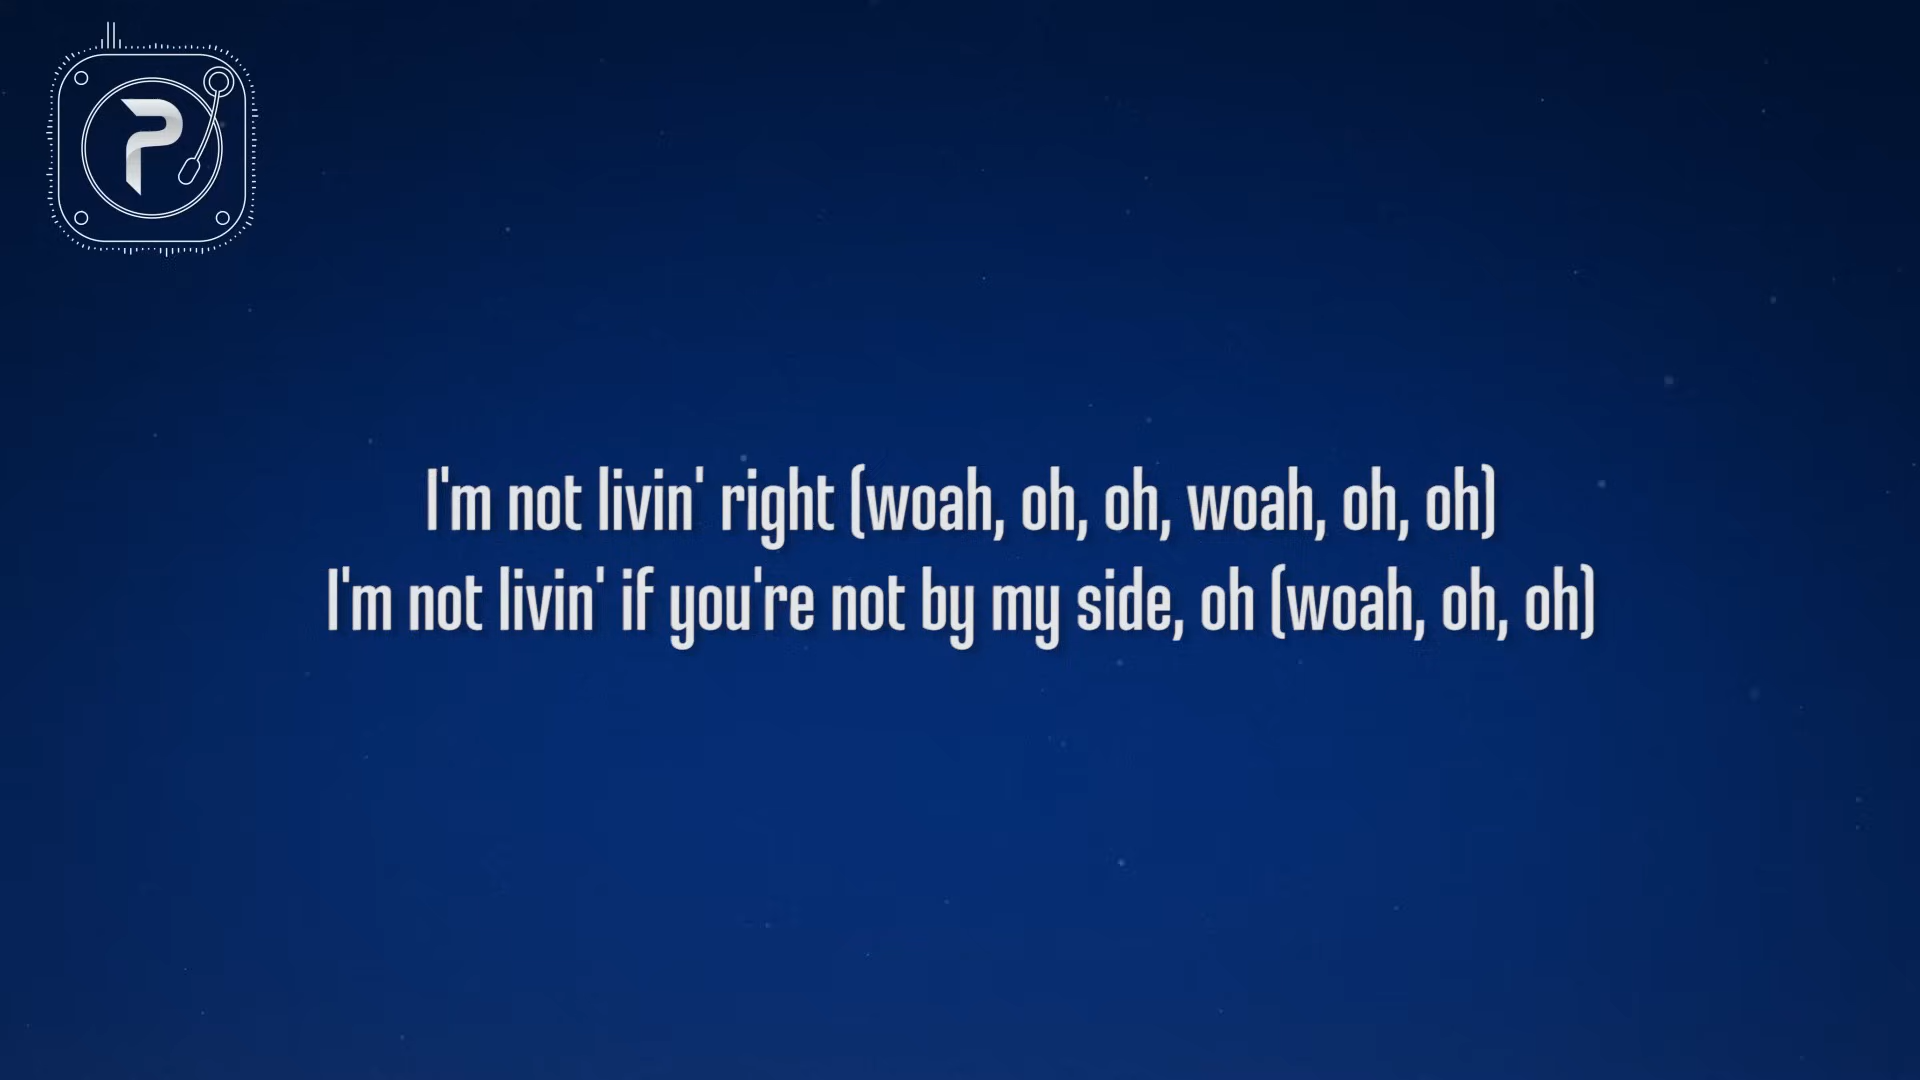 P
I'm not livin' right (woah, oh, oh, woah, oh, oh)
I'm not livin' if you're not by my side, oh (woah, oh, oh)